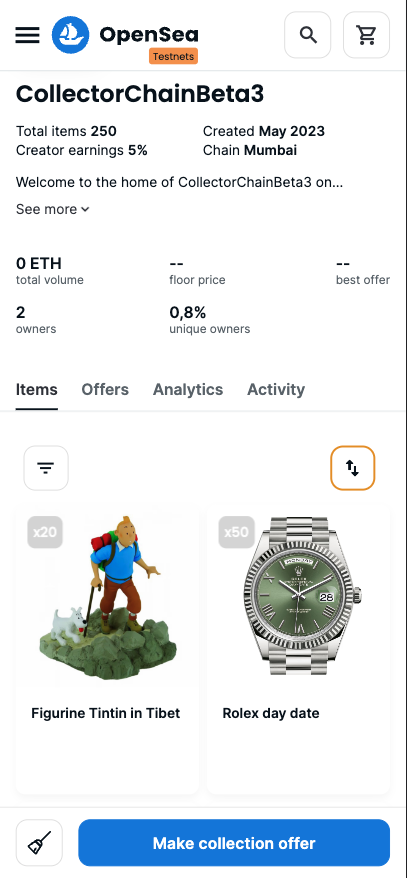 OpenSea
Testnets
CollectorChainBeta3
Total items 250
Created May 2023
Creator earnings 5%
Chain Mumbai
Welcome to the home of CollectorChainBeta3 on...
See more
0 ETH
total volume
--
floor price
--
best offer
2
owners
0,8%
unique owners
Items Offers Analytics Activity
x20
x50
ROLEX
28
Figurine Tintin in Tibet
Rolex day date
Make collection offer